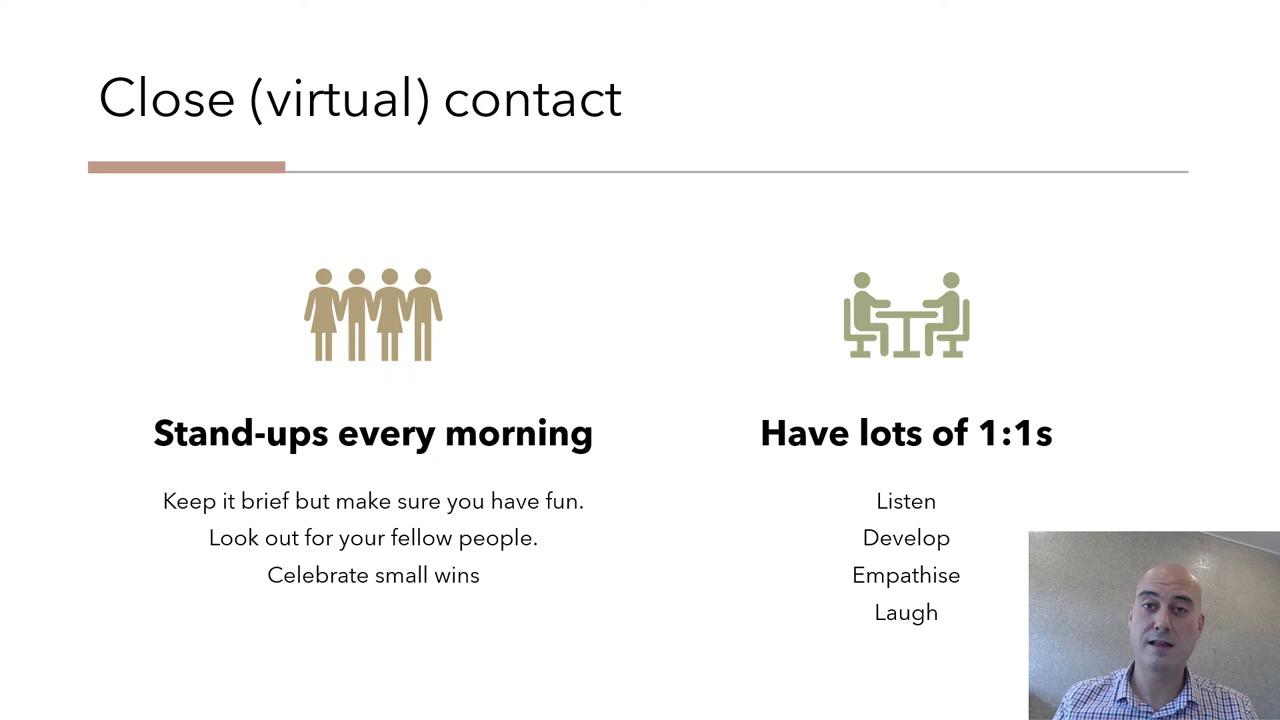 Close (virtual) contact
Stand-ups every morning
Keep it brief but make sure you have fun.
Look out for your fellow people.
Celebrate small wins
Have lots of 1:1s
Listen
Develop
Empathise
Laugh